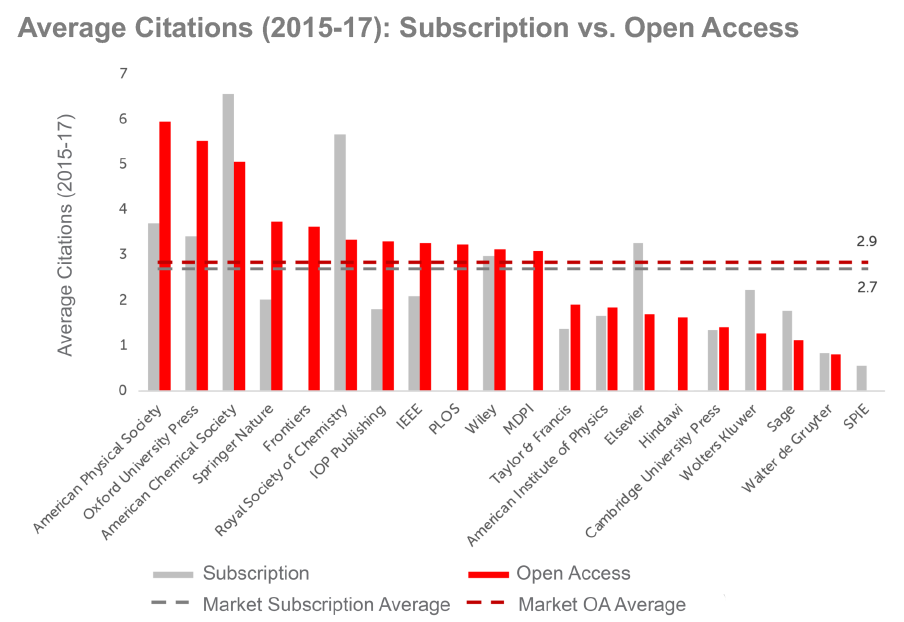 Average Citations (2015-17): Subscription vs. Open Access
Average Citations (2015-17)
7
6
5
4
3
2
1
0
2.9
2.7
American Physical Society
Oxford University Press
American Chemical Society
Springer Nature
Frontiers
Royal Society of Chemistry
IOP Publishing
IEEE
PLOS
Wiley
MDPI
Taylor & Francis
American Institute of Physics
Elsevier
Hindawi
Cambridge University Press
Wolters Kluwer
Sage
Walter de Gruyter
SPIE
Subscription
Open Access
Market Subscription Average
Market OA Average